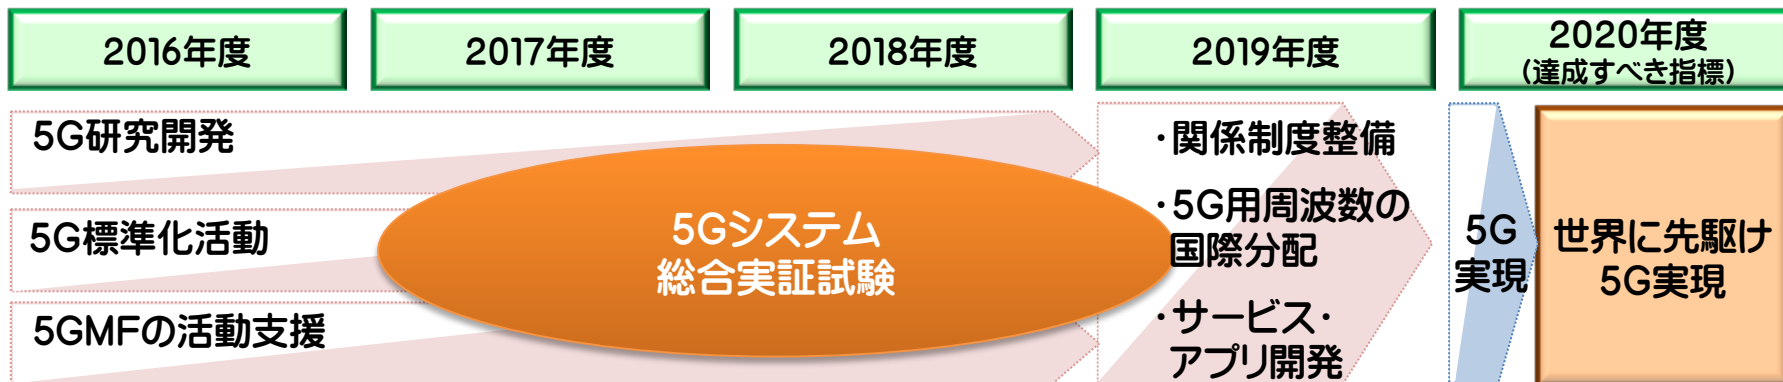 2016年度
2017年度
2018年度
2019年度
2020年度
(達成すべき指標)
5G研究開発
5G標準化活動
5GMFの活動支援
5Gシステム
総合実証試験
・関係制度整備
・5G用周波数の
国際分配
・サービス・
アプリ開発
5G
実現
世界に先駆け
5G実現